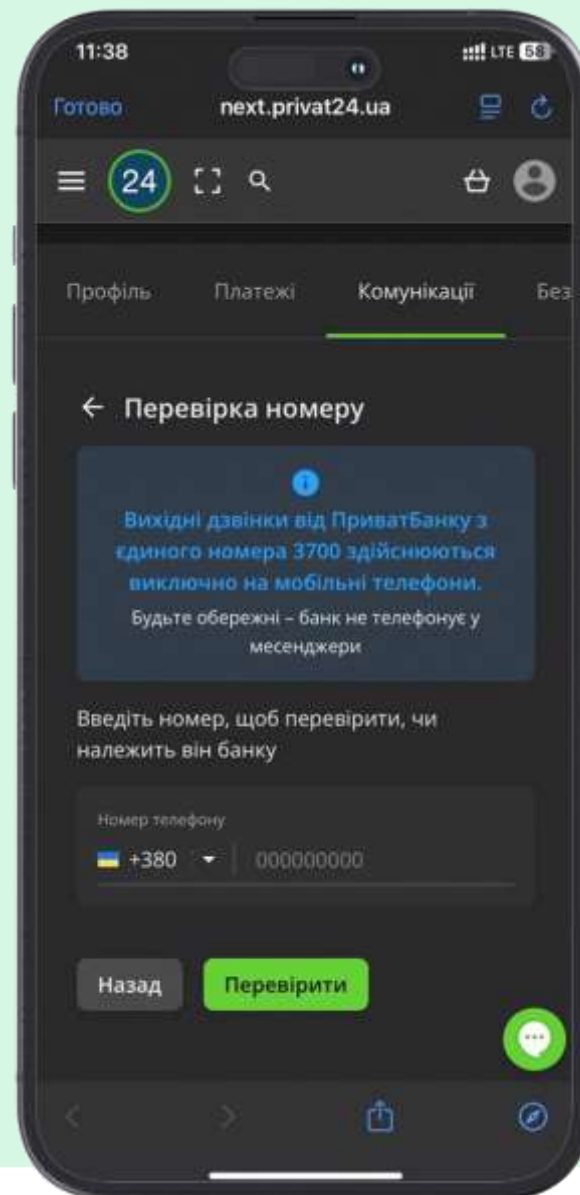 11:38
LTE 58
Готово
next.privat24.ua
24
Профіль
Платежі
Комунікації
Без
Перевірка номеру
Вихідні дзвінки від ПриватБанку з
єдиного номера 3700 здійснюються
виключно на мобільні телефони.
Будьте обережні – банк не телефонує у
месенджери
Введіть номер, щоб перевірити, чи
належить він банку
Номер телефону
+380
000000000
Назад
Перевірити